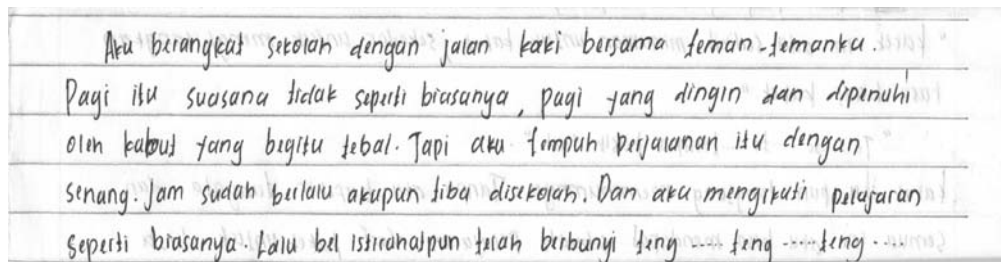 Aku berangkat sekolah dengan jalan kaki bersama teman-temanku.
Pagi itu suasana tidak seperti biasanya, pagi yang dingin dan dipenuhi
oleh kabut yang begitu tebal. Tapi aku tempuh perjalanan itu dengan
senang. Jam sudah berlalu akupun tiba disekolah. Dan aku mengikuti pelajaran
seperti biasanya. Lalu bel istirahatpun telah berbunyi teng .... teng .... teng ....